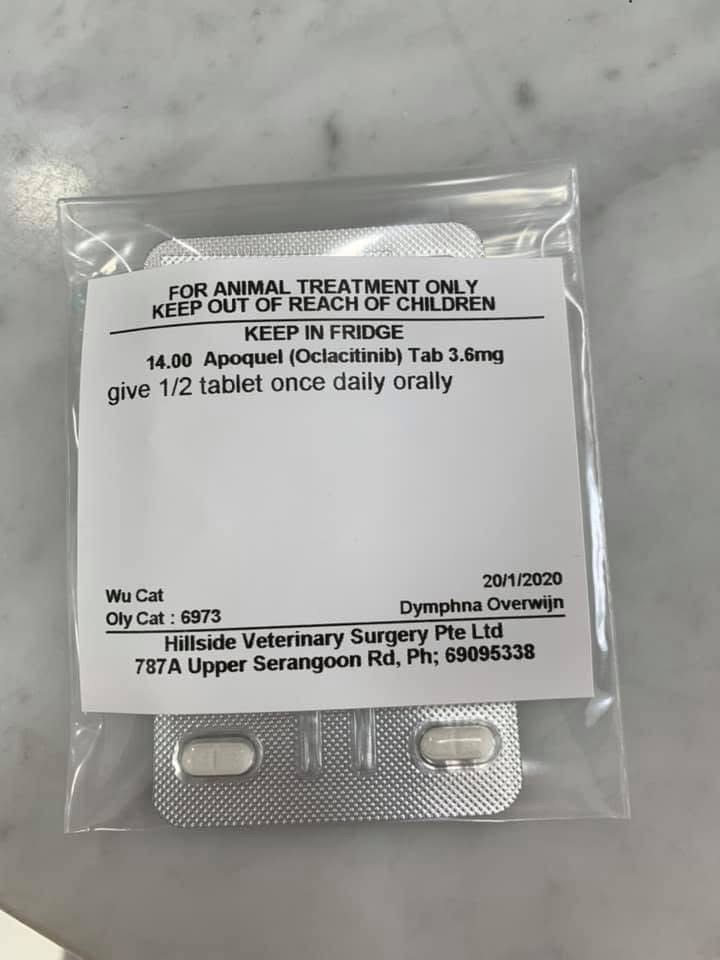 FOR ANIMAL TREATMENT ONLY
KEEP OUT OF REACH OF CHILDREN
KEEP IN FRIDGE
14.00 Apoquel (Oclacitinib) Tab 3.6mg
give 1/2 tablet once daily orally
Wu Cat
20/1/2020
Oly Cat : 6973
Dymphna Overwijn
Hillside Veterinary Surgery Pte Ltd
787A Upper Serangoon Rd, Ph; 69095338